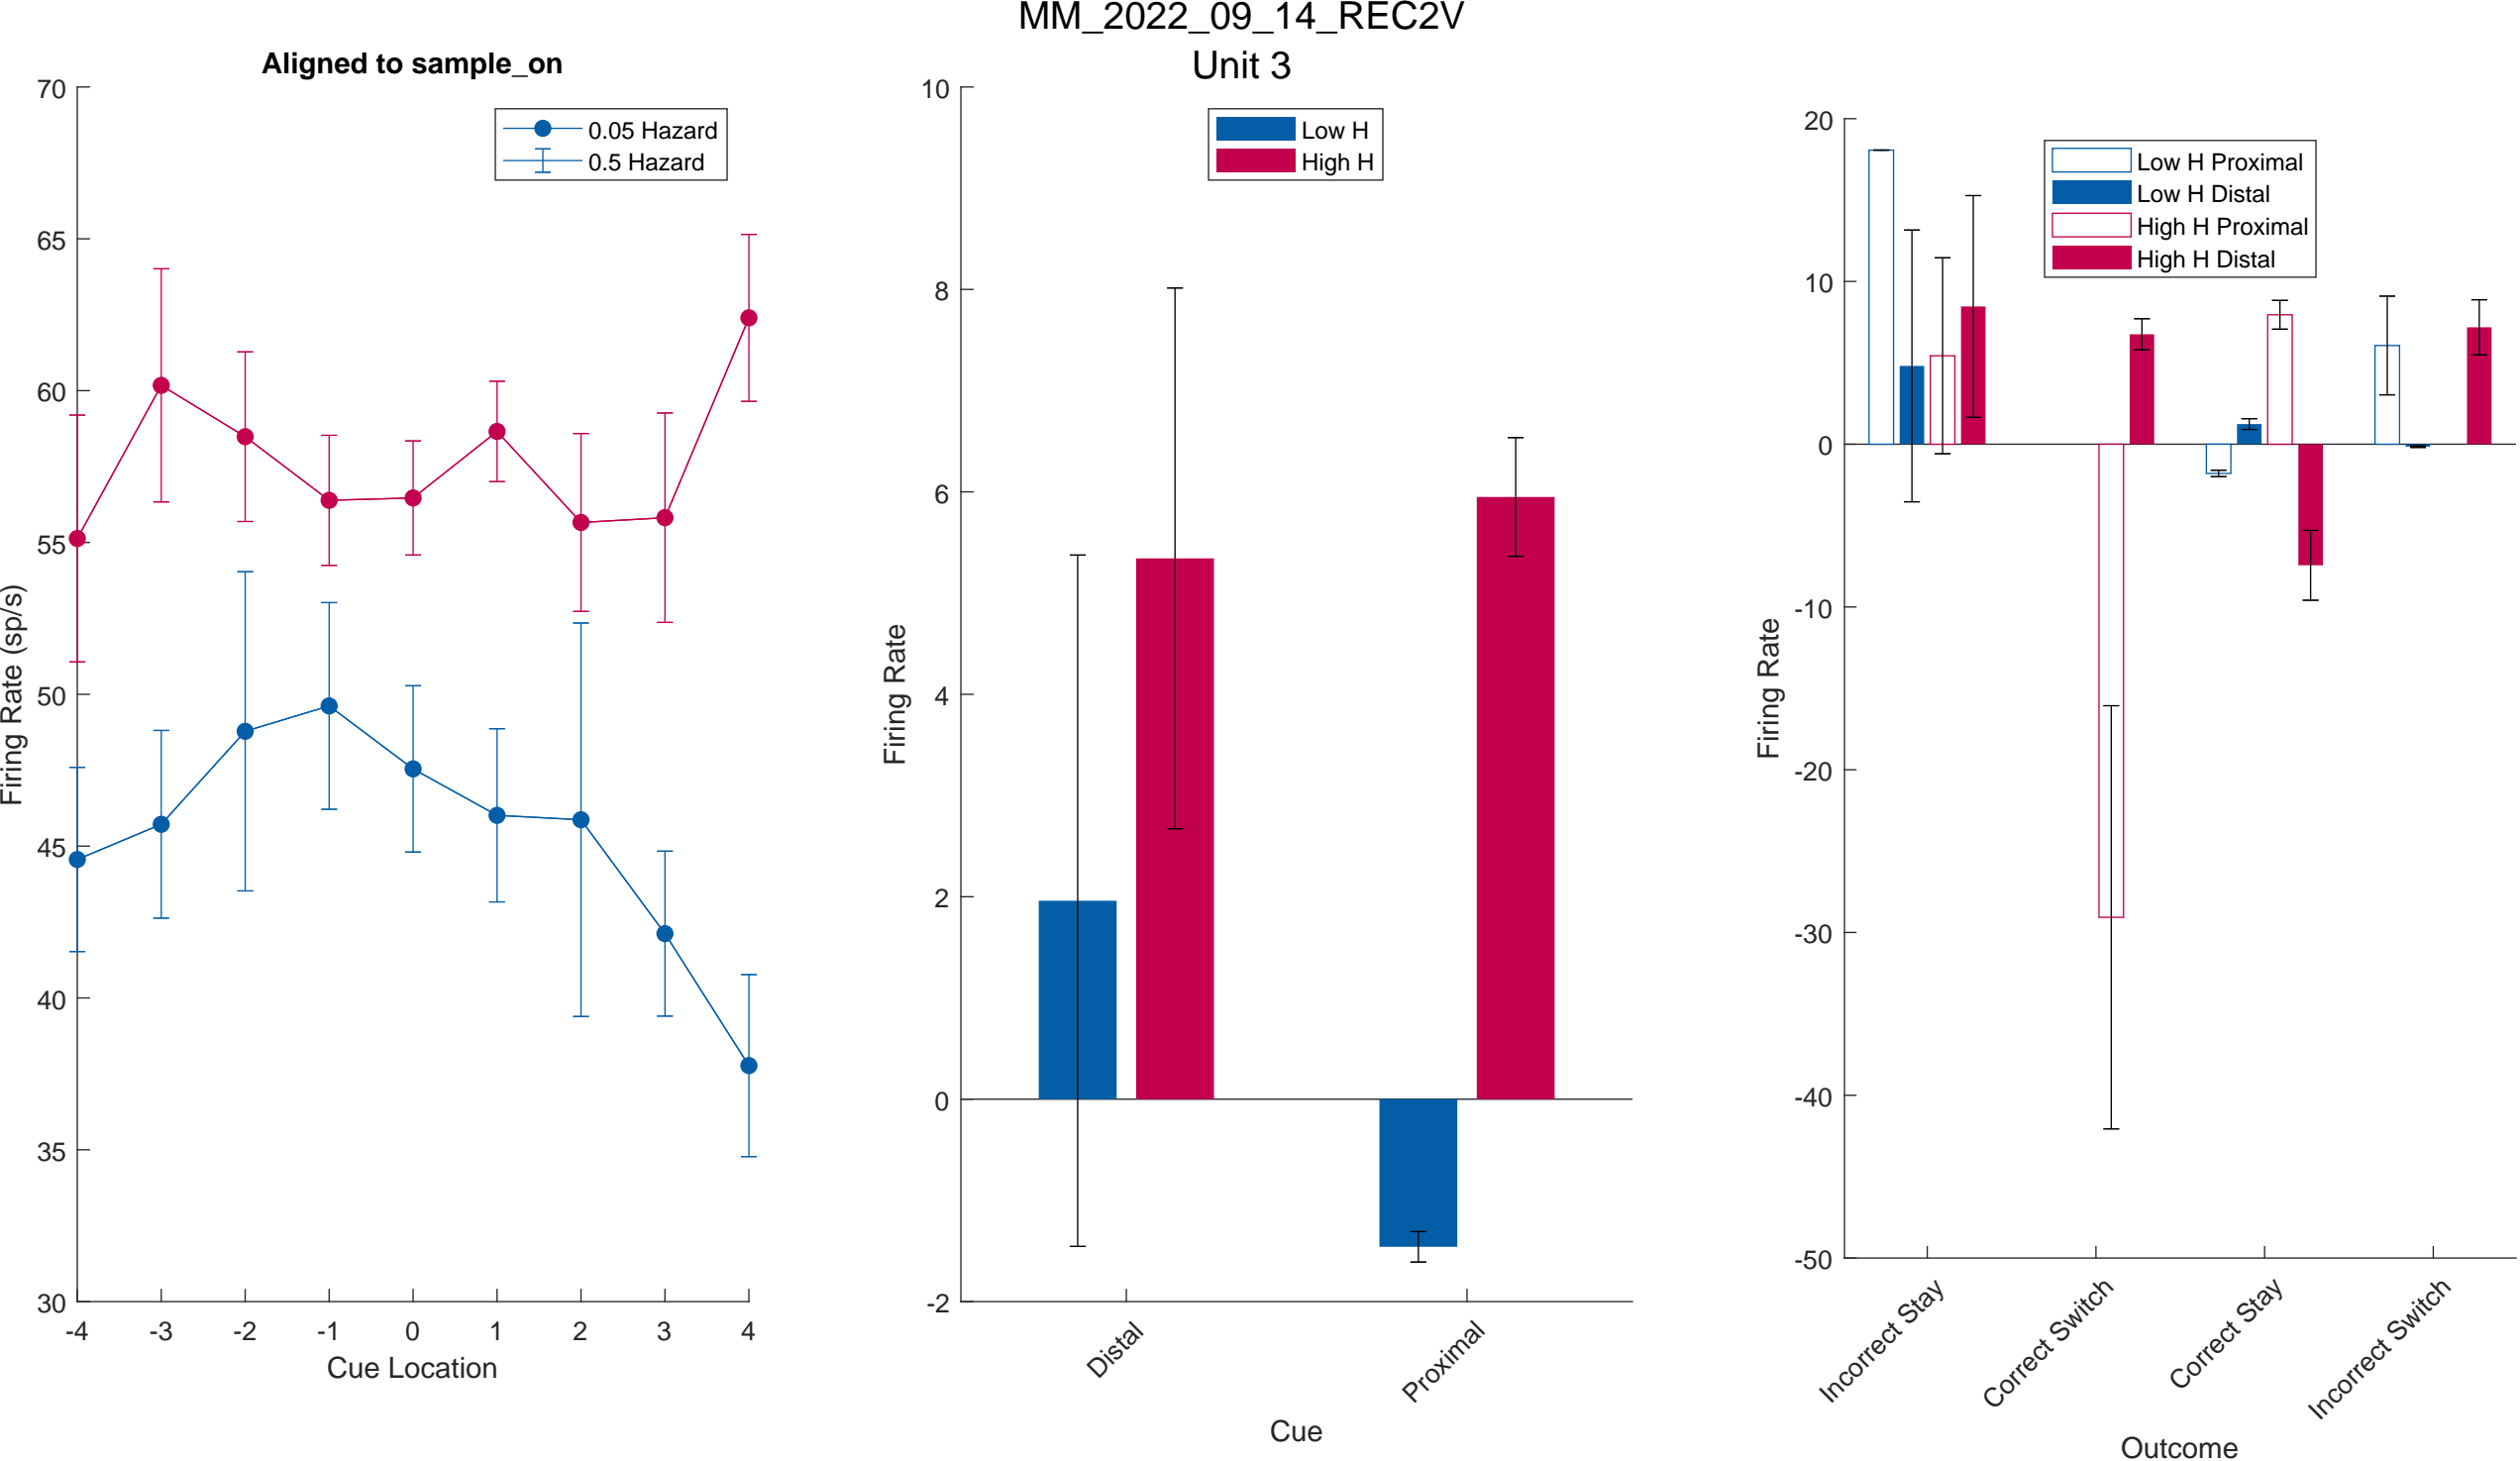 MM_2022_09_14_REC2V
Unit 3
Aligned to sample_on
70
65
60
55
50
45
40
35
30
Firing Rate (sp/s)
0.05 Hazard
0.5 Hazard
-4 -3 -2 -1 0 1 2 3 4
Cue Location
10
8
6
4
2
0
-2
Firing Rate
Low H
High H
Distal
Proximal
Cue
20
10
0
-10
-20
-30
-40
-50
Firing Rate
Low H Proximal
Low H Distal
High H Proximal
High H Distal
Incorrect Stay
Correct Switch
Correct Stay
Incorrect Switch
Outcome